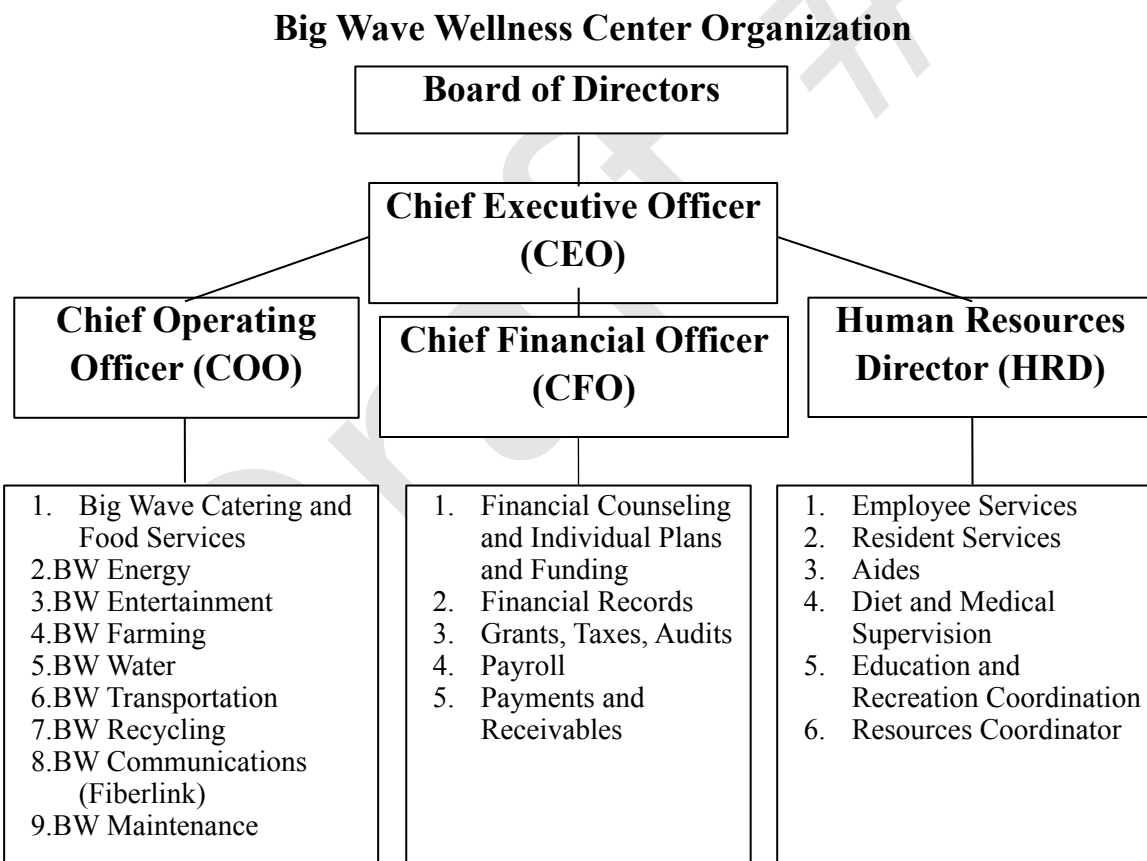 Big Wave Wellness Center Organization
Board of Directors
Chief Executive Officer
(CEO)
Chief Operating
Officer (COO)
Chief Financial Officer
(CFO)
Human Resources
Director (HRD)
1. Big Wave Catering and
Food Services
2.BW Energy
3.BW Entertainment
4.BW Farming
5.BW Water
6.BW Transportation
7.BW Recycling
8.BW Communications
(Fiberlink)
9.BW Maintenance
1. Financial Counseling
and Individual Plans
and Funding
2. Financial Records
3. Grants, Taxes, Audits
4. Payroll
5. Payments and
Receivables
1. Employee Services
2. Resident Services
3. Aides
4. Diet and Medical
Supervision
5. Education and
Recreation Coordination
6. Resources Coordinator
Draft